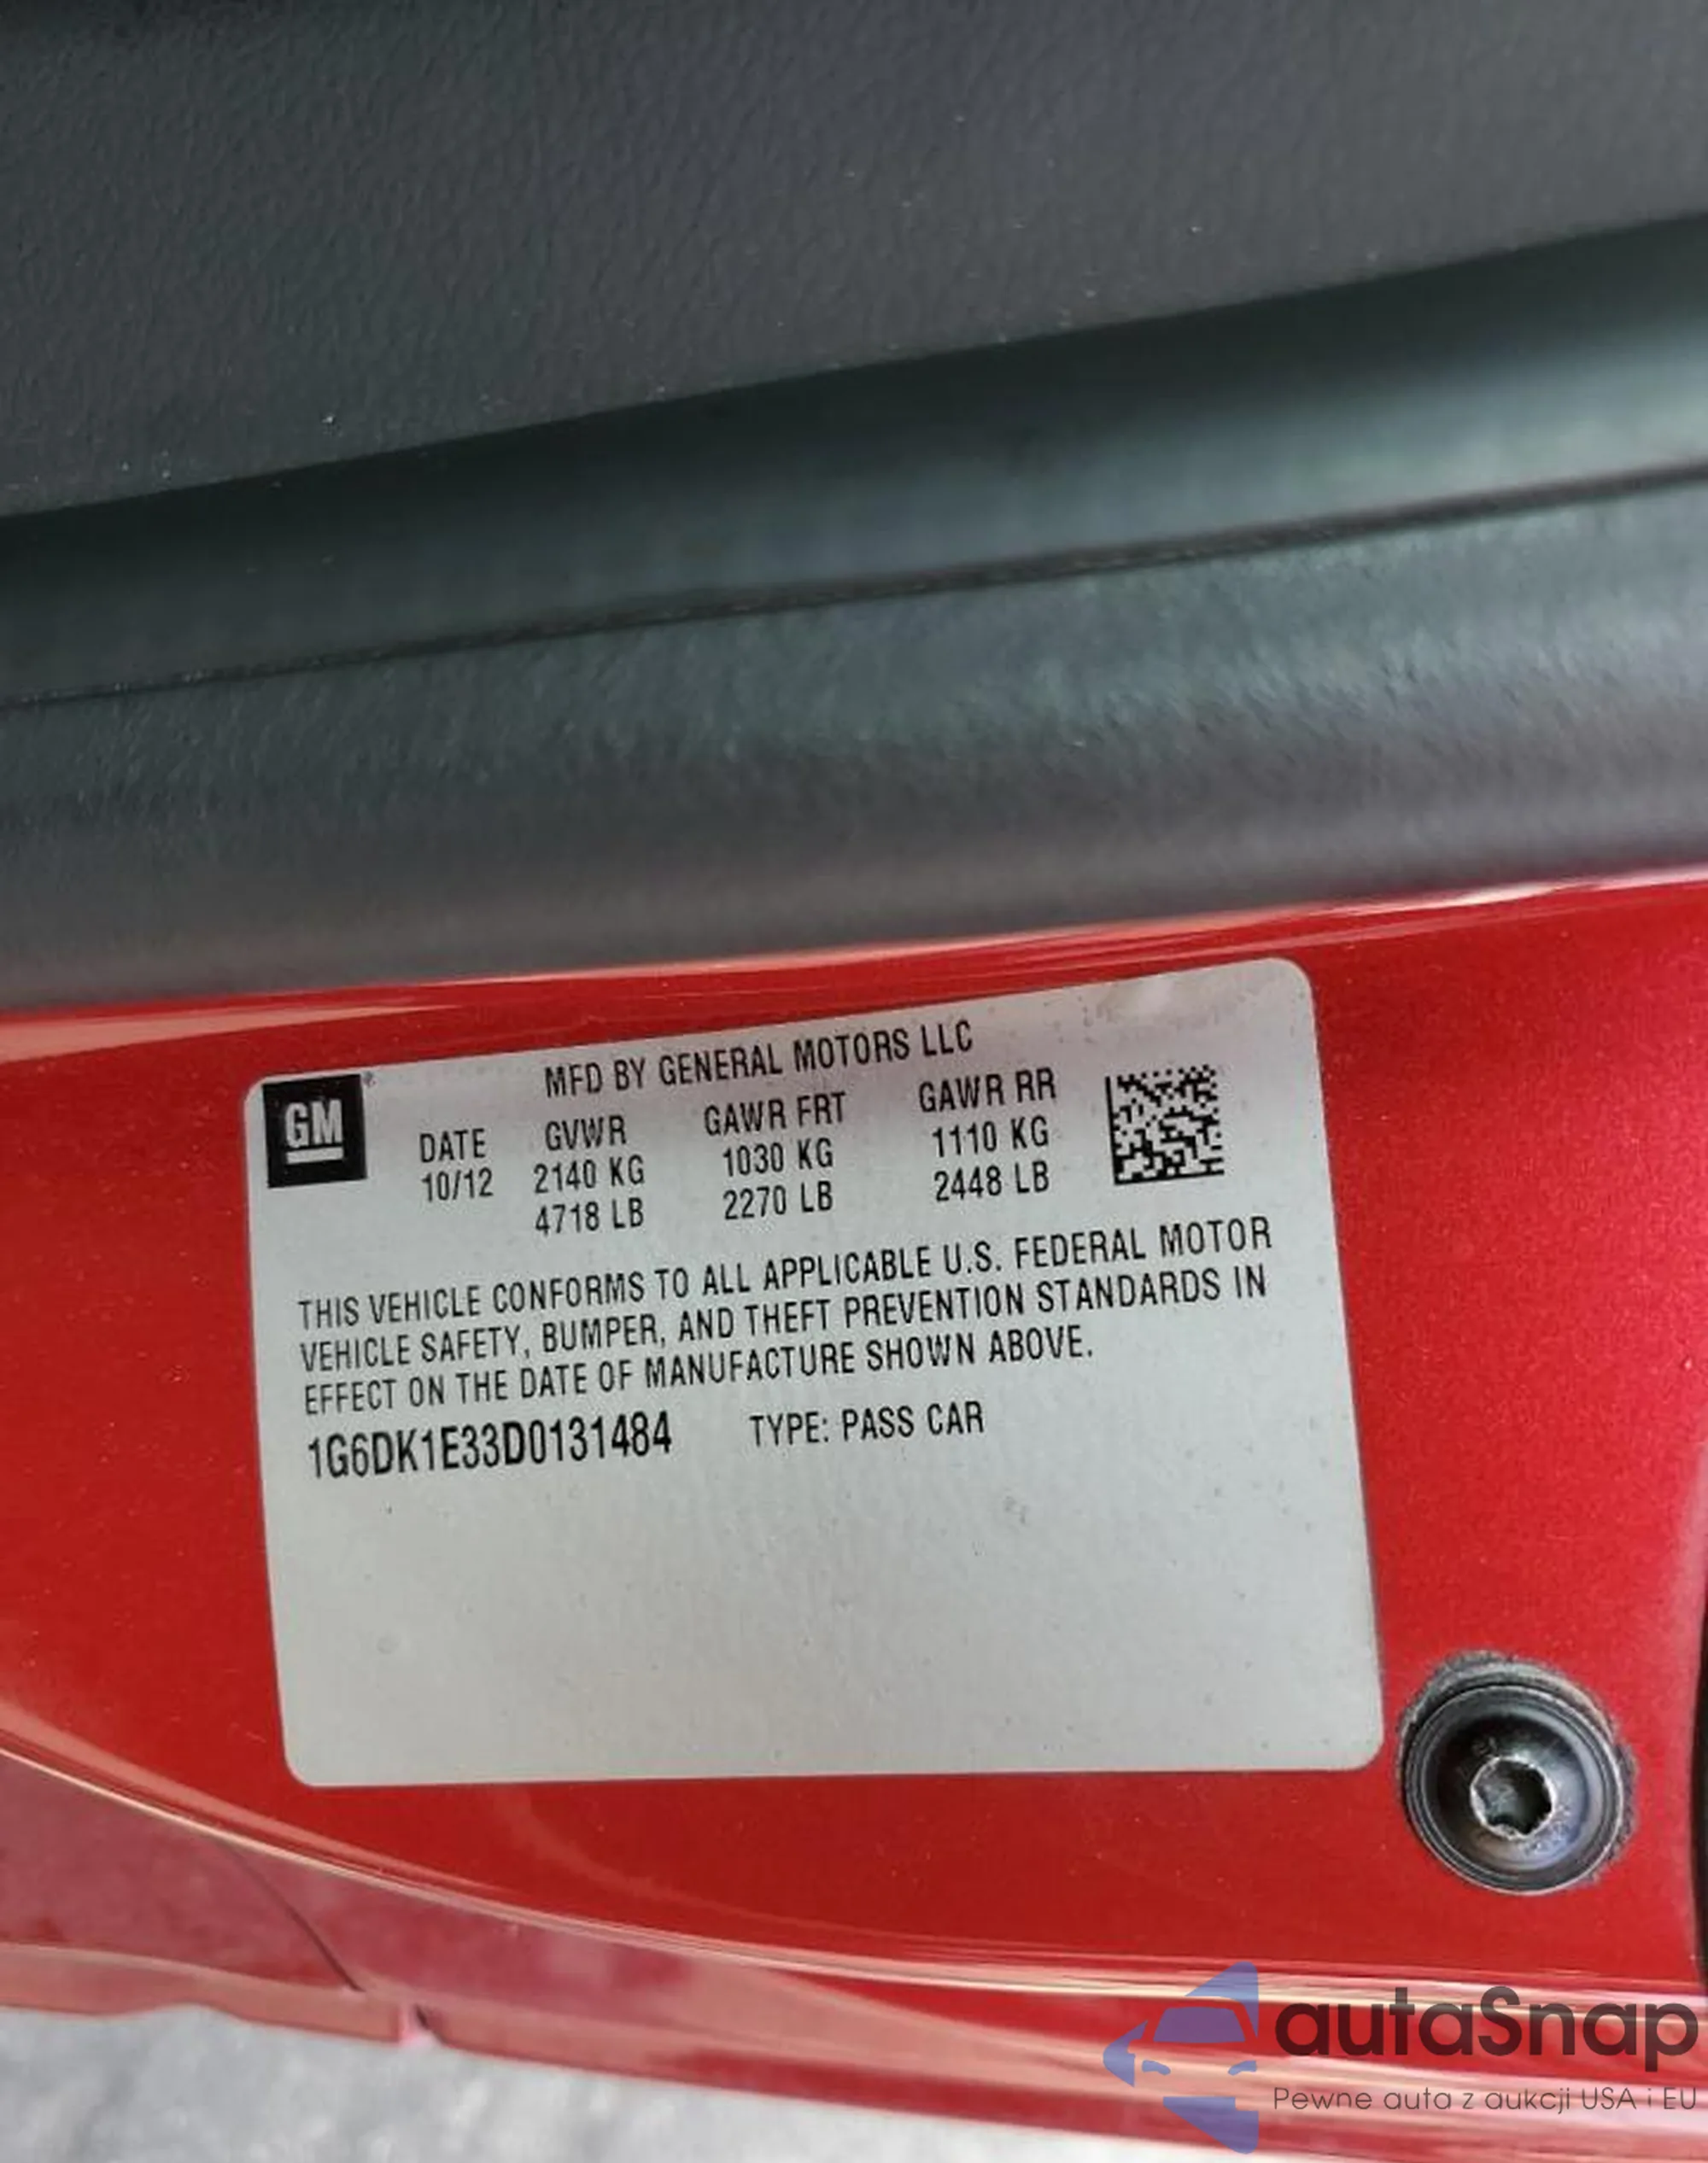 MFD BY GENERAL MOTORS LLC
GM®
DATE GVWR GAWR FRT GAWR RR
10/12 2140 KG 1030 KG 1110 KG
4718 LB 2270 LB 2448 LB
THIS VEHICLE CONFORMS TO ALL APPLICABLE U.S. FEDERAL MOTOR
VEHICLE SAFETY, BUMPER, AND THEFT PREVENTION STANDARDS IN
EFFECT ON THE DATE OF MANUFACTURE SHOWN ABOVE.
1G6DK1E33D0131484 TYPE: PASS CAR
autaSnap
Pewne auta z aukcji USA i EU